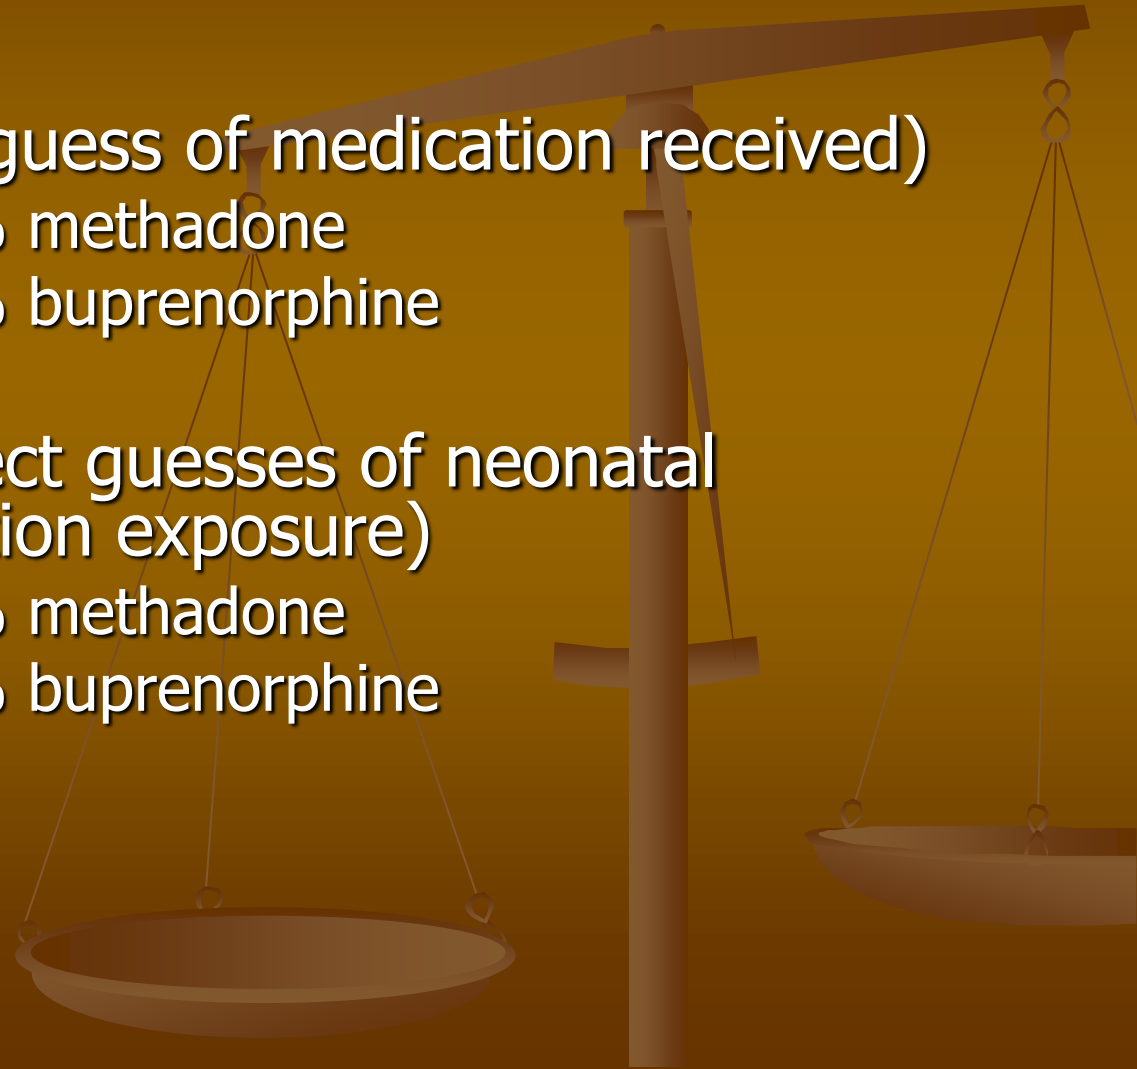 guess of medication received)
% methadone
% buprenorphine
ect guesses of neonatal
ion exposure)
% methadone
% buprenorphine